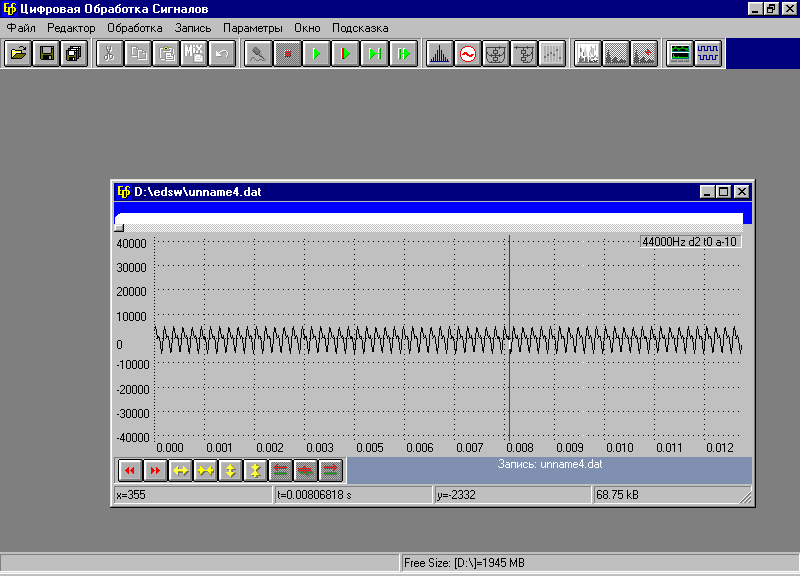 Цифровая Обработка Сигналов
Файл Редактор Обработка Запись Параметры Окно Подсказка
MiX
D:\edsw\unname4.dat
44000Hz d2 t0 a-10
40000
30000
20000
10000
0
-10000
-20000
-30000
-40000
0.000 0.001 0.002 0.003 0.005 0.006 0.007 0.008 0.009 0.010 0.011 0.012
Запись: unname4.dat
x=355 t=0.00806818 s y=-2332 68.75 kB
Free Size: [D:\]=1945 MB